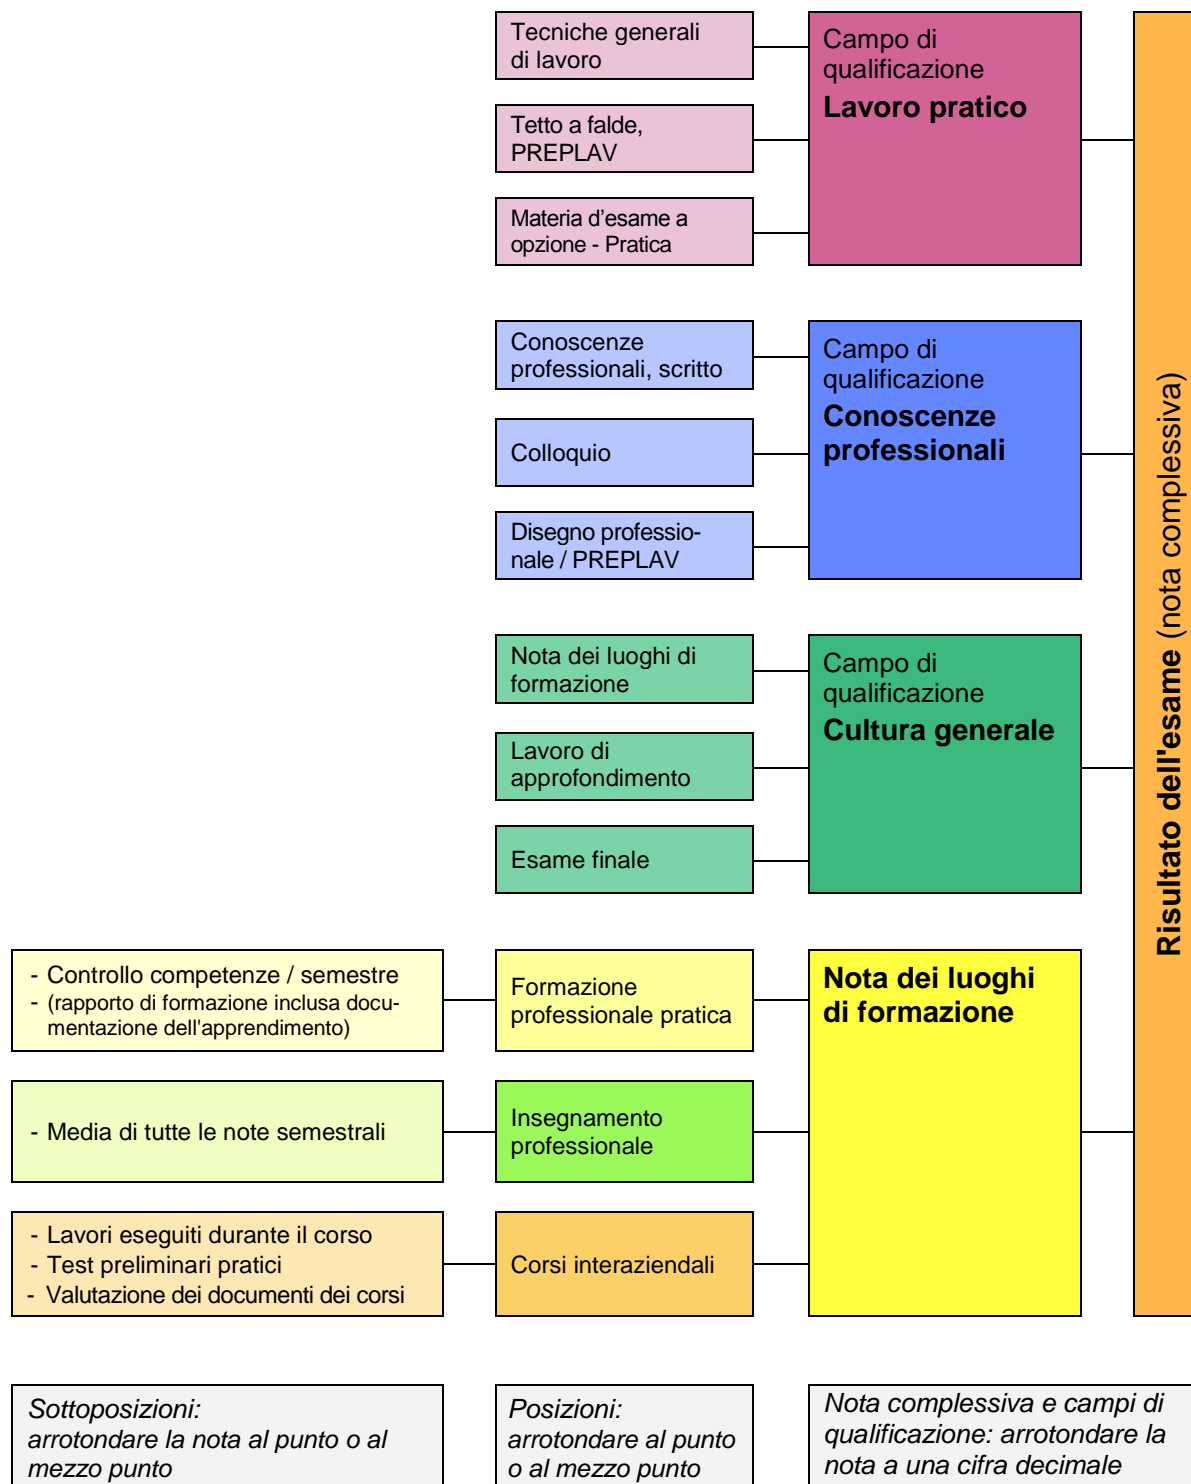 Tecniche generali
di lavoro
Campo di
qualificazione
Lavoro pratico
Tetto a falde,
PREPLAV
Materia d'esame a
opzione - Pratica
Conoscenze
professionali, scritto
Campo di
qualificazione
Conoscenze
professionali
Colloquio
Disegno professio-
nale / PREPLAV
Nota dei luoghi di
formazione
Campo di
qualificazione
Cultura generale
Lavoro di
approfondimento
Esame finale
- Controllo competenze / semestre
- (rapporto di formazione inclusa docu-
mentazione dell'apprendimento)
Formazione
professionale pratica
Nota dei luoghi
di formazione
- Media di tutte le note semestrali
Insegnamento
professionale
- Lavori eseguiti durante il corso
- Test preliminari pratici
- Valutazione dei documenti dei corsi
Corsi interaziendali
Risultato dell'esame (nota complessiva)
Sottoposizioni:
arrotondare la nota al punto o al
mezzo punto
Posizioni:
arrotondare al punto
o al mezzo punto
Nota complessiva e campi di
qualificazione: arrotondare la
nota a una cifra decimale